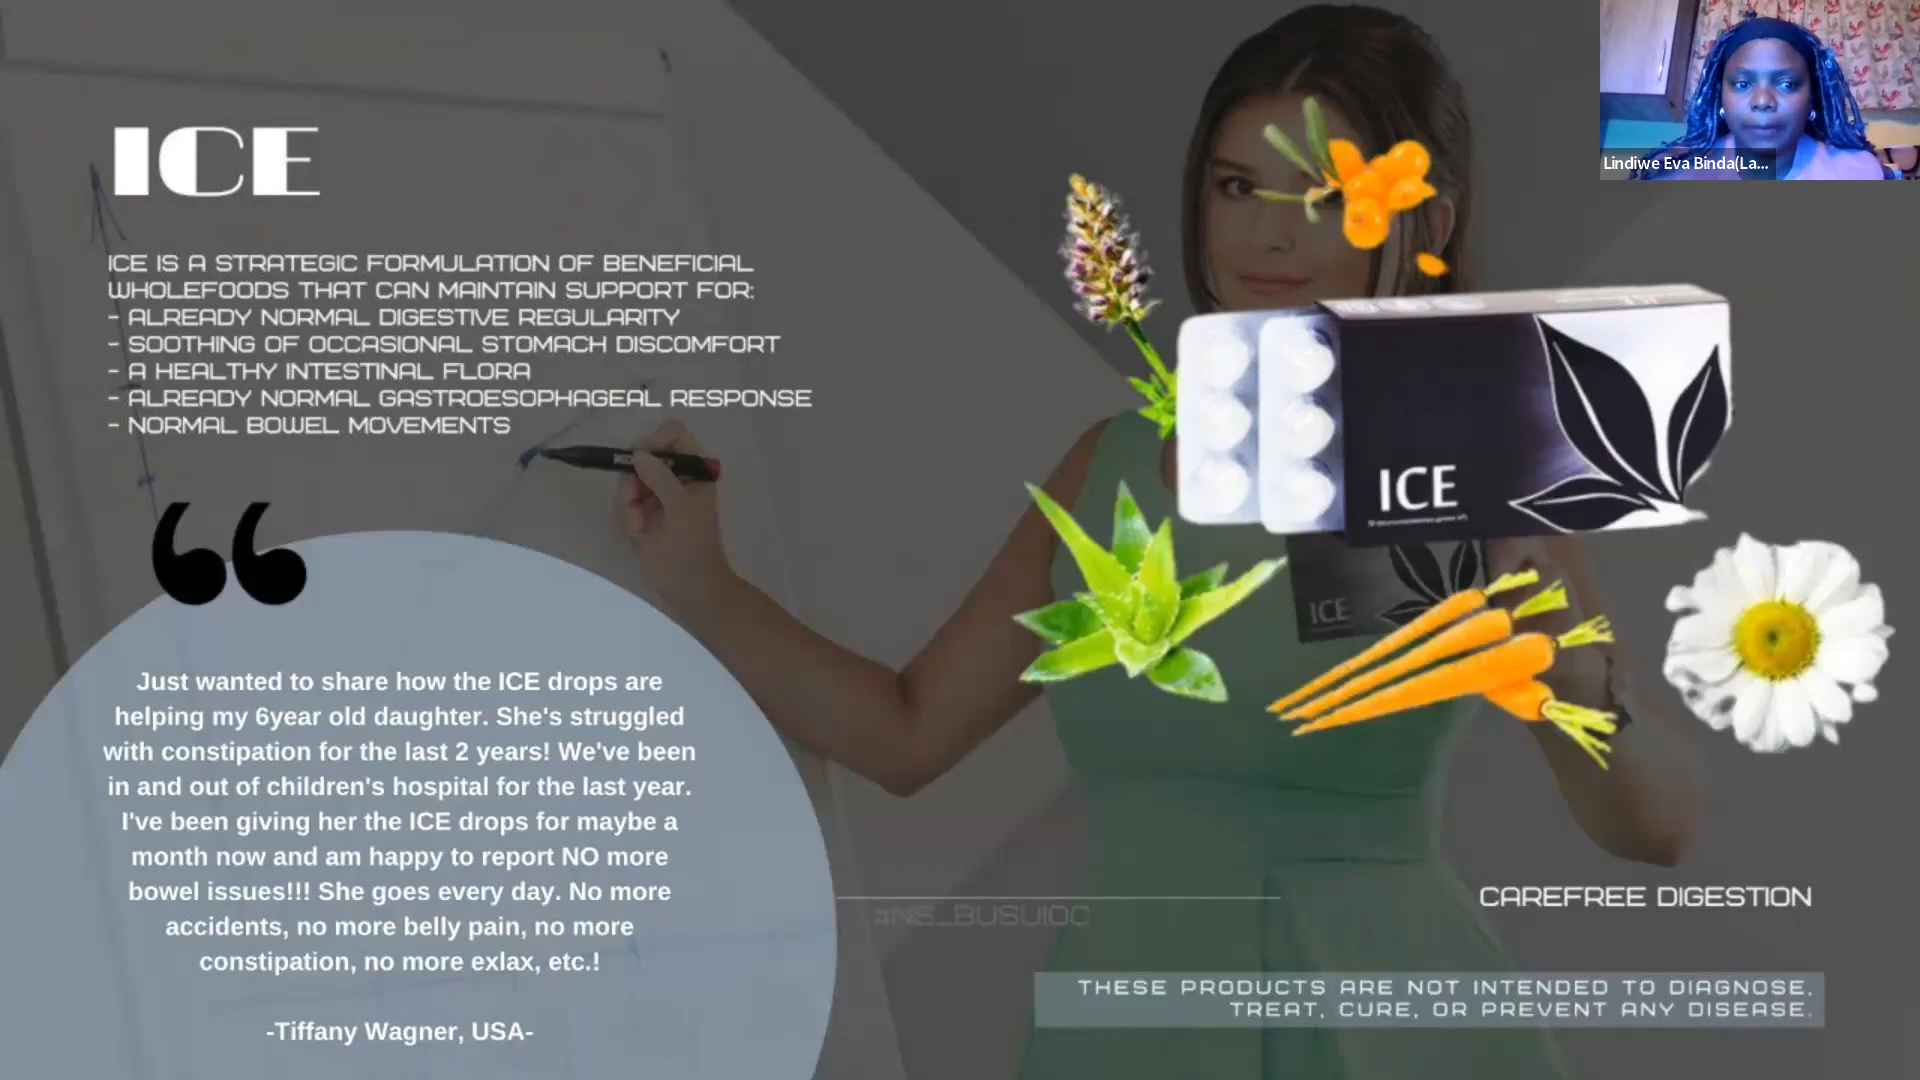 Lindiwe Eva Binda(La...
ICE
ICE IS A STRATEGIC FORMULATION OF BENEFICIAL
WHOLEFOODS THAT CAN MAINTAIN SUPPORT FOR:
- ALREADY NORMAL DIGESTIVE REGULARITY
- SOOTHING OF OCCASIONAL STOMACH DISCOMFORT
- A HEALTHY INTESTINAL FLORA
- ALREADY NORMAL GASTROESOPHAGEAL RESPONSE
- NORMAL BOWEL MOVEMENTS
ICE
ICE
ICE
“
Just wanted to share how the ICE drops are
helping my 6year old daughter. She's struggled
with constipation for the last 2 years! We've been
in and out of children's hospital for the last year.
I've been giving her the ICE drops for maybe a
month now and am happy to report NO more
bowel issues!!! She goes every day. No more
accidents, no more belly pain, no more
constipation, no more exlax, etc.!
-Tiffany Wagner, USA-
CAREFREE DIGESTION
#NS_BUSUIOC
THESE PRODUCTS ARE NOT INTENDED TO DIAGNOSE,
TREAT, CURE, OR PREVENT ANY DISEASE.